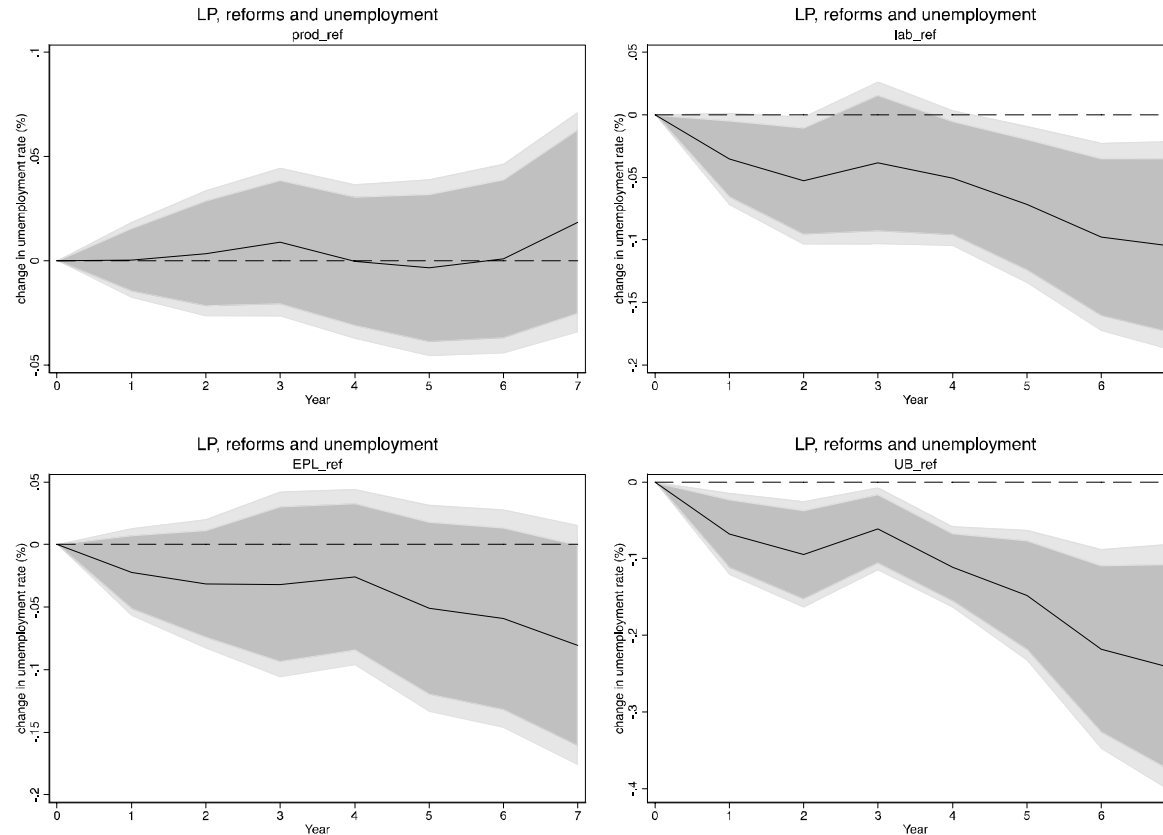 LP, reforms and unemployment
prod_ref
change in umemployment rate (%)
.1
.05
0
-.05
0 1 2 3 4 5 6 7
Year
LP, reforms and unemployment
lab_ref
change in umemployment rate (%)
.05
0
-.05
-.1
-.15
-.2
0 1 2 3 4 5 6
Year
LP, reforms and unemployment
EPL_ref
change in umemployment rate (%)
.05
0
-.05
-.1
-.15
-.2
0 1 2 3 4 5 6 7
Year
LP, reforms and unemployment
UB_ref
change in umemployment rate (%)
0
-.1
-.2
-.3
-.4
0 1 2 3 4 5 6
Year